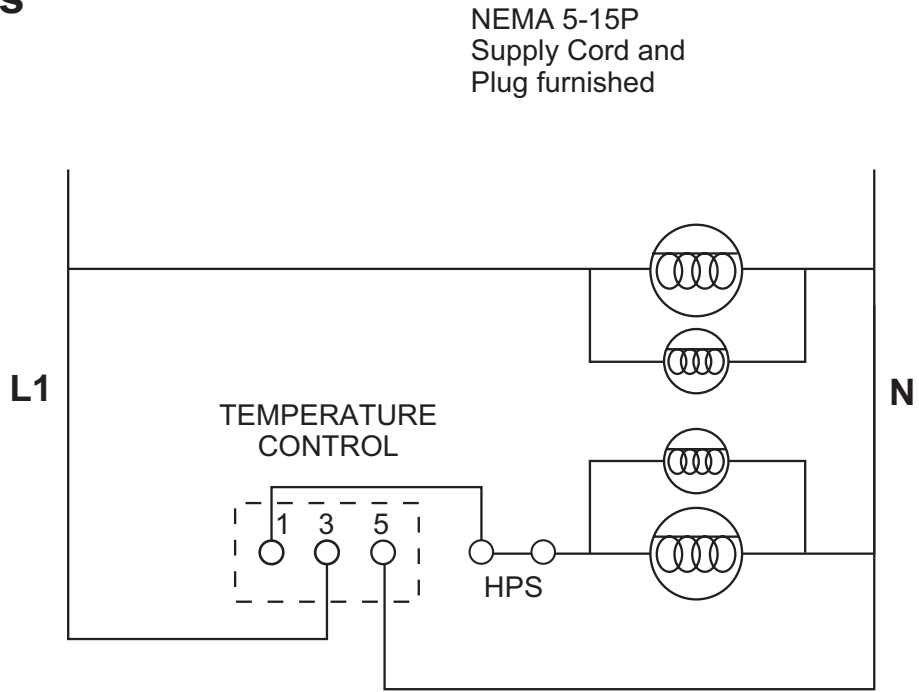 s
NEMA 5-15P
Supply Cord and
Plug furnished
L1
N
TEMPERATURE
CONTROL
1 3 5
HPS